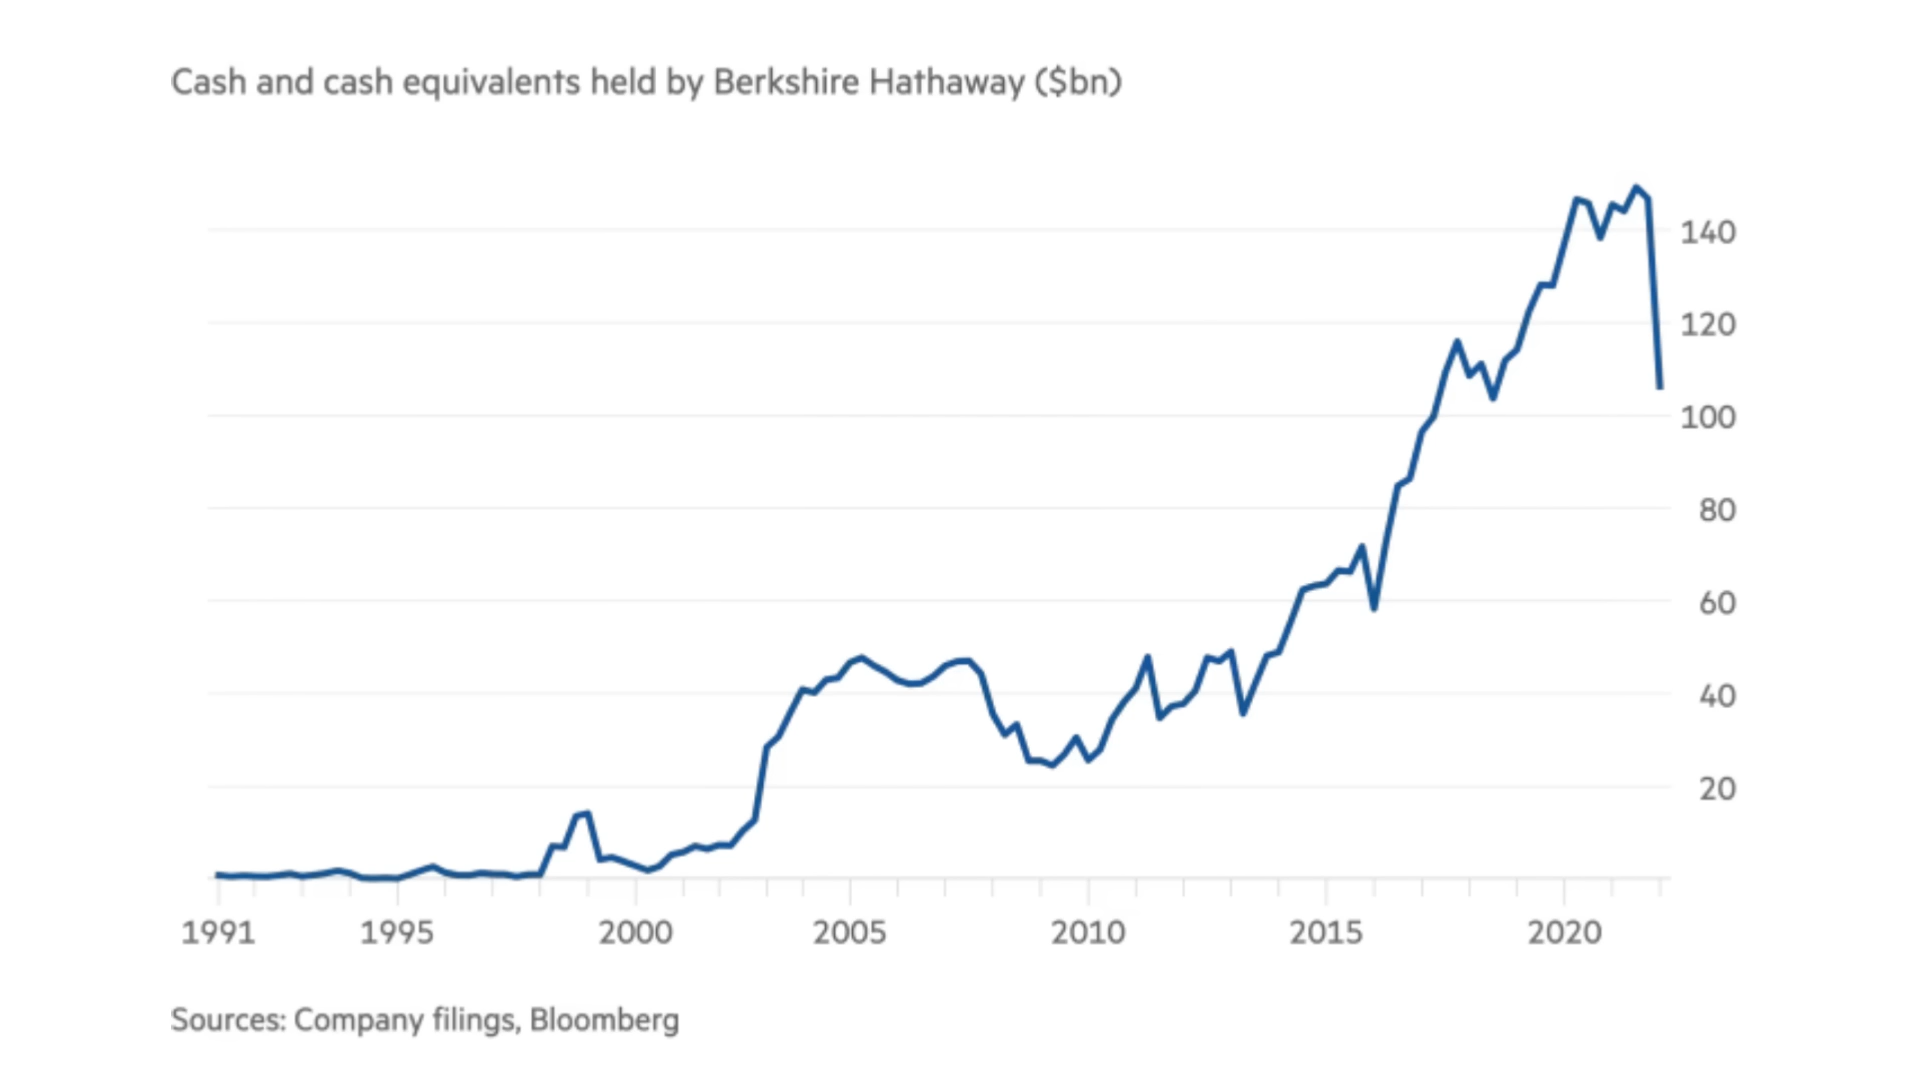 Cash and cash equivalents held by Berkshire Hathaway ($bn)
140
120
100
80
60
40
20
1991 1995 2000 2005 2010 2015 2020
Sources: Company filings, Bloomberg